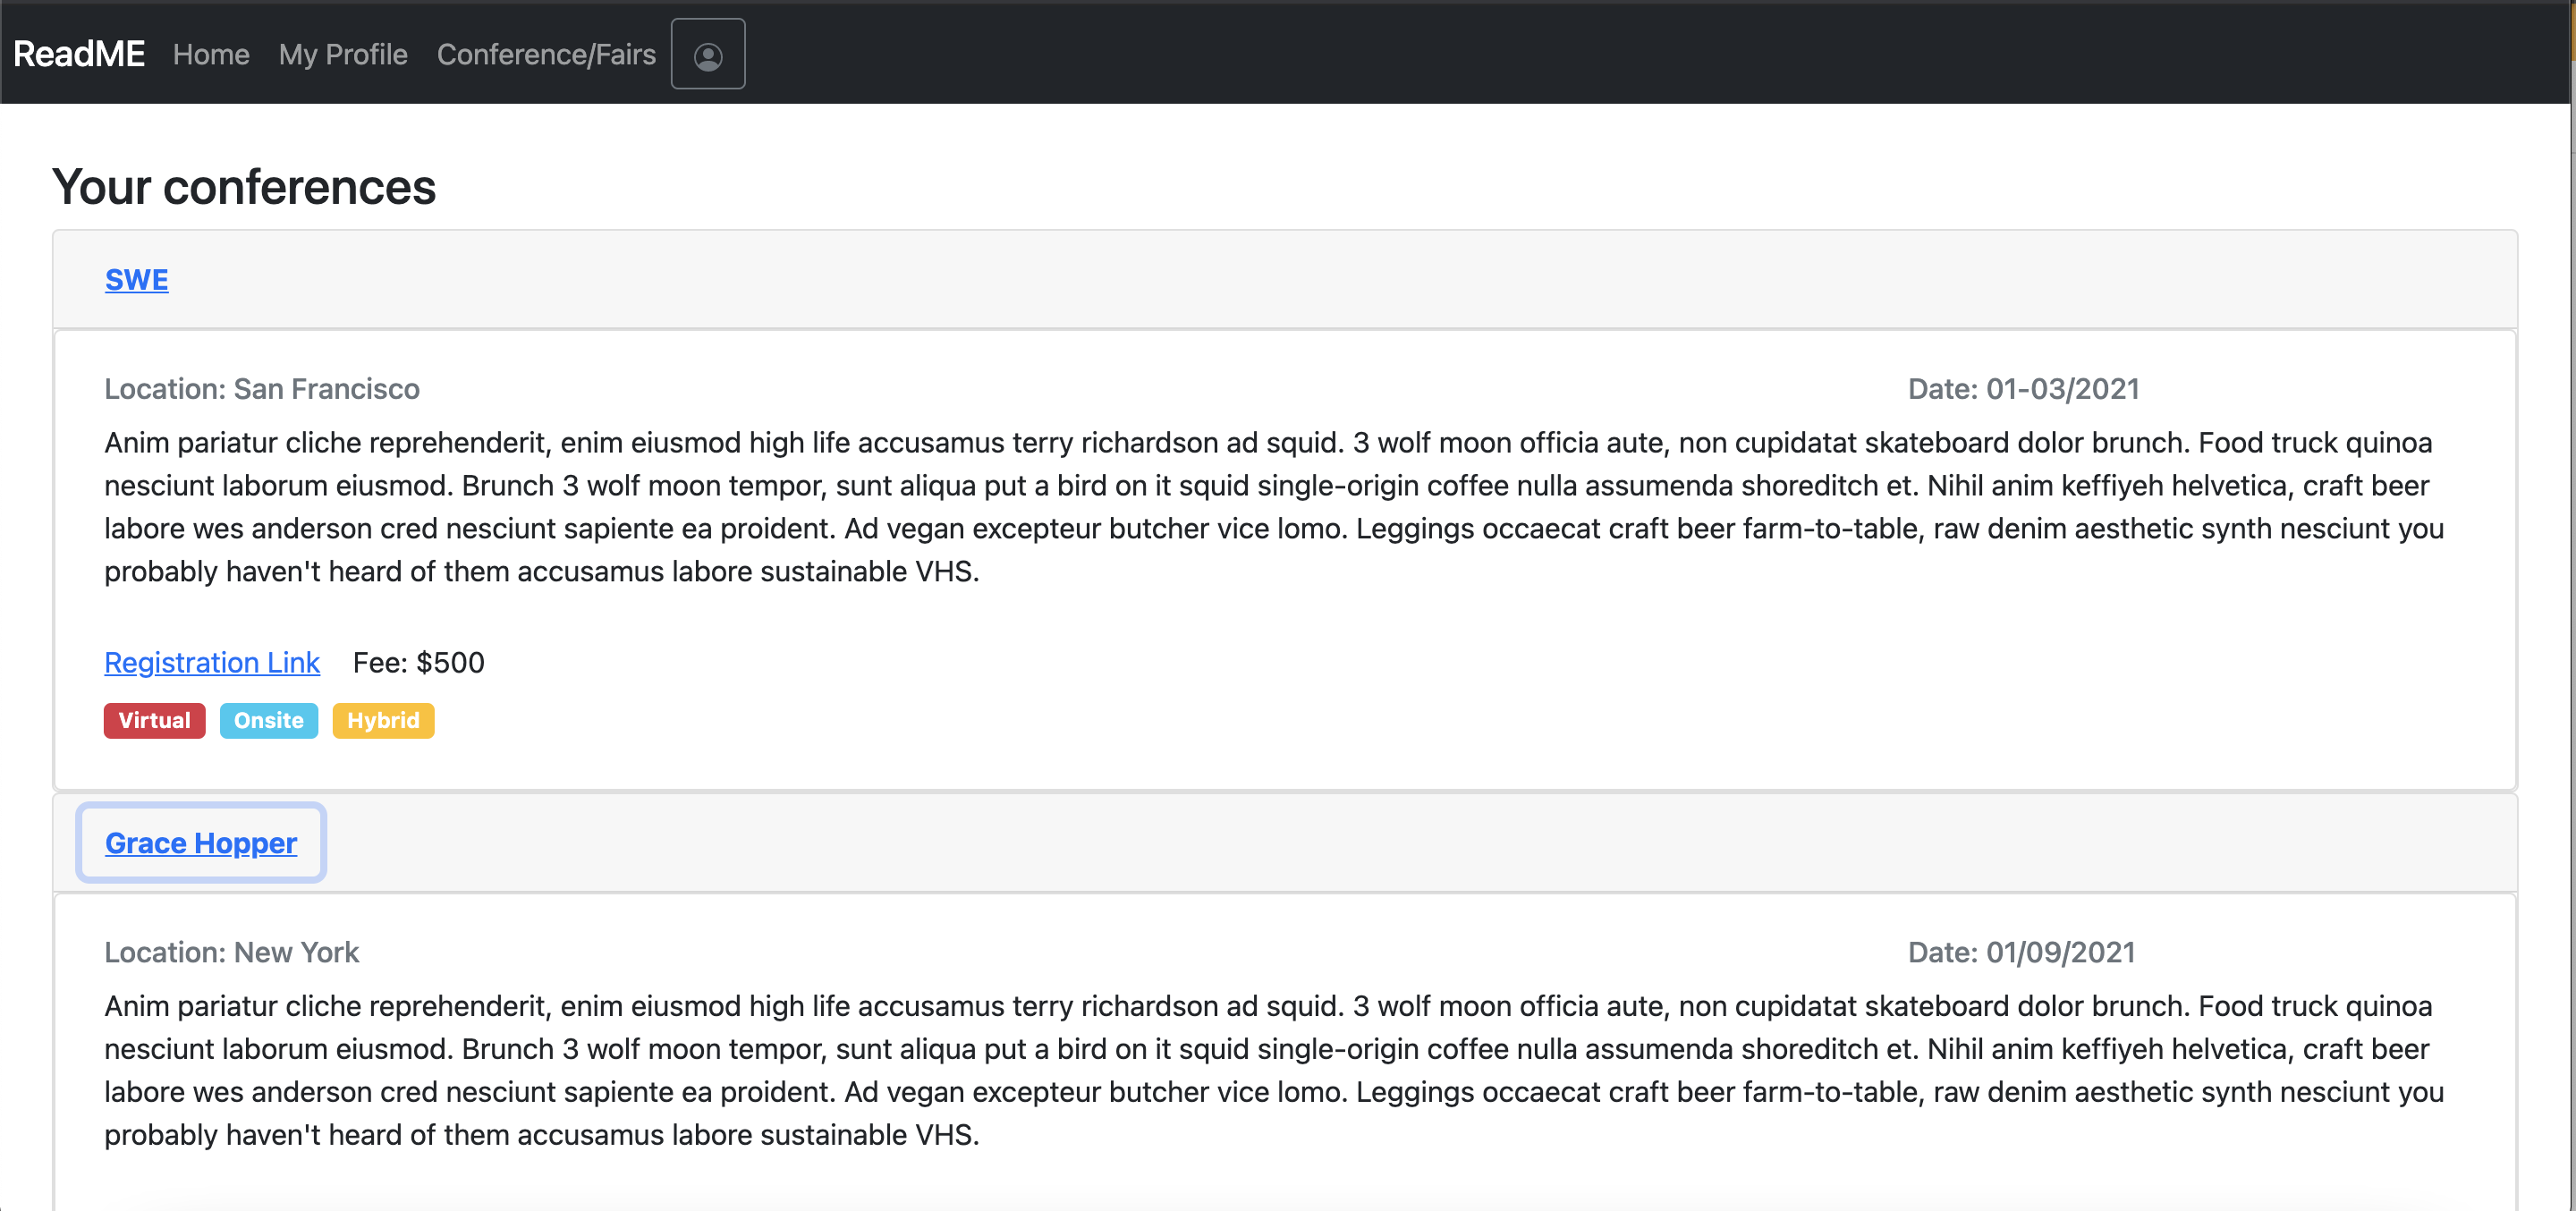 ReadME Home My Profile Conference/Fairs
Your conferences
SWE
Location: San Francisco Date: 01-03/2021
Anim pariatur cliche reprehenderit, enim eiusmod high life accusamus terry richardson ad squid. 3 wolf moon officia aute, non cupidatat skateboard dolor brunch. Food truck quinoa
nesciunt laborum eiusmod. Brunch 3 wolf moon tempor, sunt aliqua put a bird on it squid single-origin coffee nulla assumenda shoreditch et. Nihil anim keffiyeh helvetica, craft beer
labore wes anderson cred nesciunt sapiente ea proident. Ad vegan excepteur butcher vice lomo. Leggings occaecat craft beer farm-to-table, raw denim aesthetic synth nesciunt you
probably haven't heard of them accusamus labore sustainable VHS.
Registration Link Fee: $500
Virtual Onsite Hybrid
Grace Hopper
Location: New York Date: 01/09/2021
Anim pariatur cliche reprehenderit, enim eiusmod high life accusamus terry richardson ad squid. 3 wolf moon officia aute, non cupidatat skateboard dolor brunch. Food truck quinoa
nesciunt laborum eiusmod. Brunch 3 wolf moon tempor, sunt aliqua put a bird on it squid single-origin coffee nulla assumenda shoreditch et. Nihil anim keffiyeh helvetica, craft beer
labore wes anderson cred nesciunt sapiente ea proident. Ad vegan excepteur butcher vice lomo. Leggings occaecat craft beer farm-to-table, raw denim aesthetic synth nesciunt you
probably haven't heard of them accusamus labore sustainable VHS.